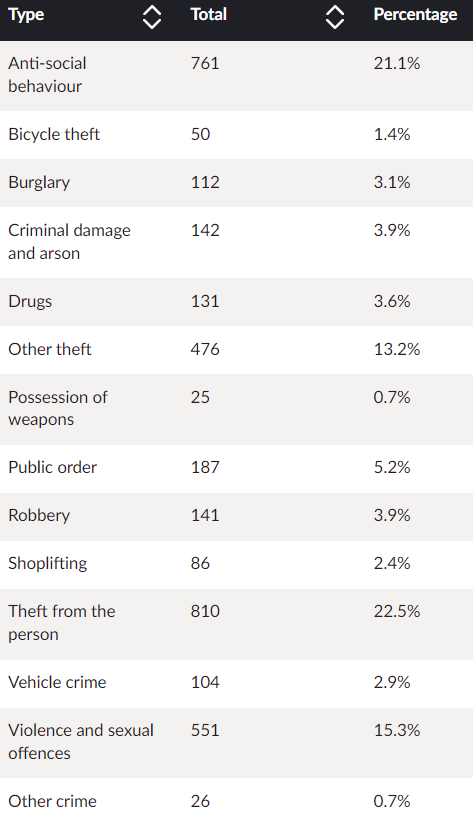 Type Total Percentage
Anti-social
behaviour 761 21.1%
Bicycle theft 50 1.4%
Burglary 112 3.1%
Criminal damage
and arson 142 3.9%
Drugs 131 3.6%
Other theft 476 13.2%
Possession of
weapons 25 0.7%
Public order 187 5.2%
Robbery 141 3.9%
Shoplifting 86 2.4%
Theft from the
person 810 22.5%
Vehicle crime 104 2.9%
Violence and sexual
offences 551 15.3%
Other crime 26 0.7%